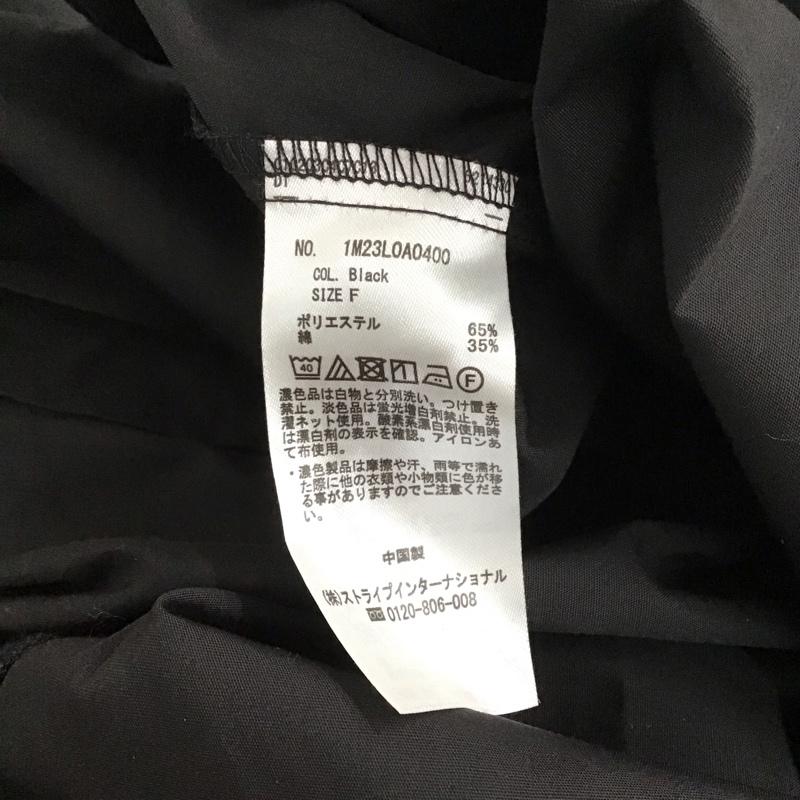 NO. 1M23L0A0400
COL. Black
SIZE F
ポリエステル 65%
綿 35%
40 F
濃色品は白物と分別洗い。つけ置き
禁止。淡色品は蛍光増白剤禁止。洗
濯ネット使用。酸素系漂白剤使用時
は漂白剤の表示を確認。アイロンあ
て布使用。
・濃色製品は摩擦や汗、雨等で濡れ
た際に他の衣類や小物類に色が移
る事がありますのでご注意くださ
い。
中国製
(株)ストライプインターナショナル
0120-806-008